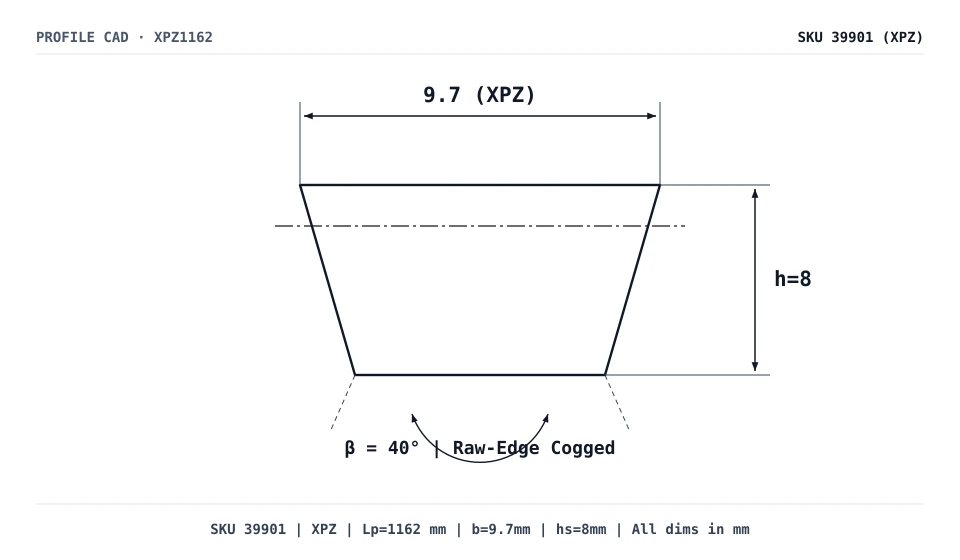 PROFILE CAD · XPZ1162
SKU 39901 (XPZ)
9.7 (XPZ)
h=8
β = 40° | Raw-Edge Cogged
SKU 39901 | XPZ | Lp=1162 mm | b=9.7mm | hs=8mm | All dims in mm